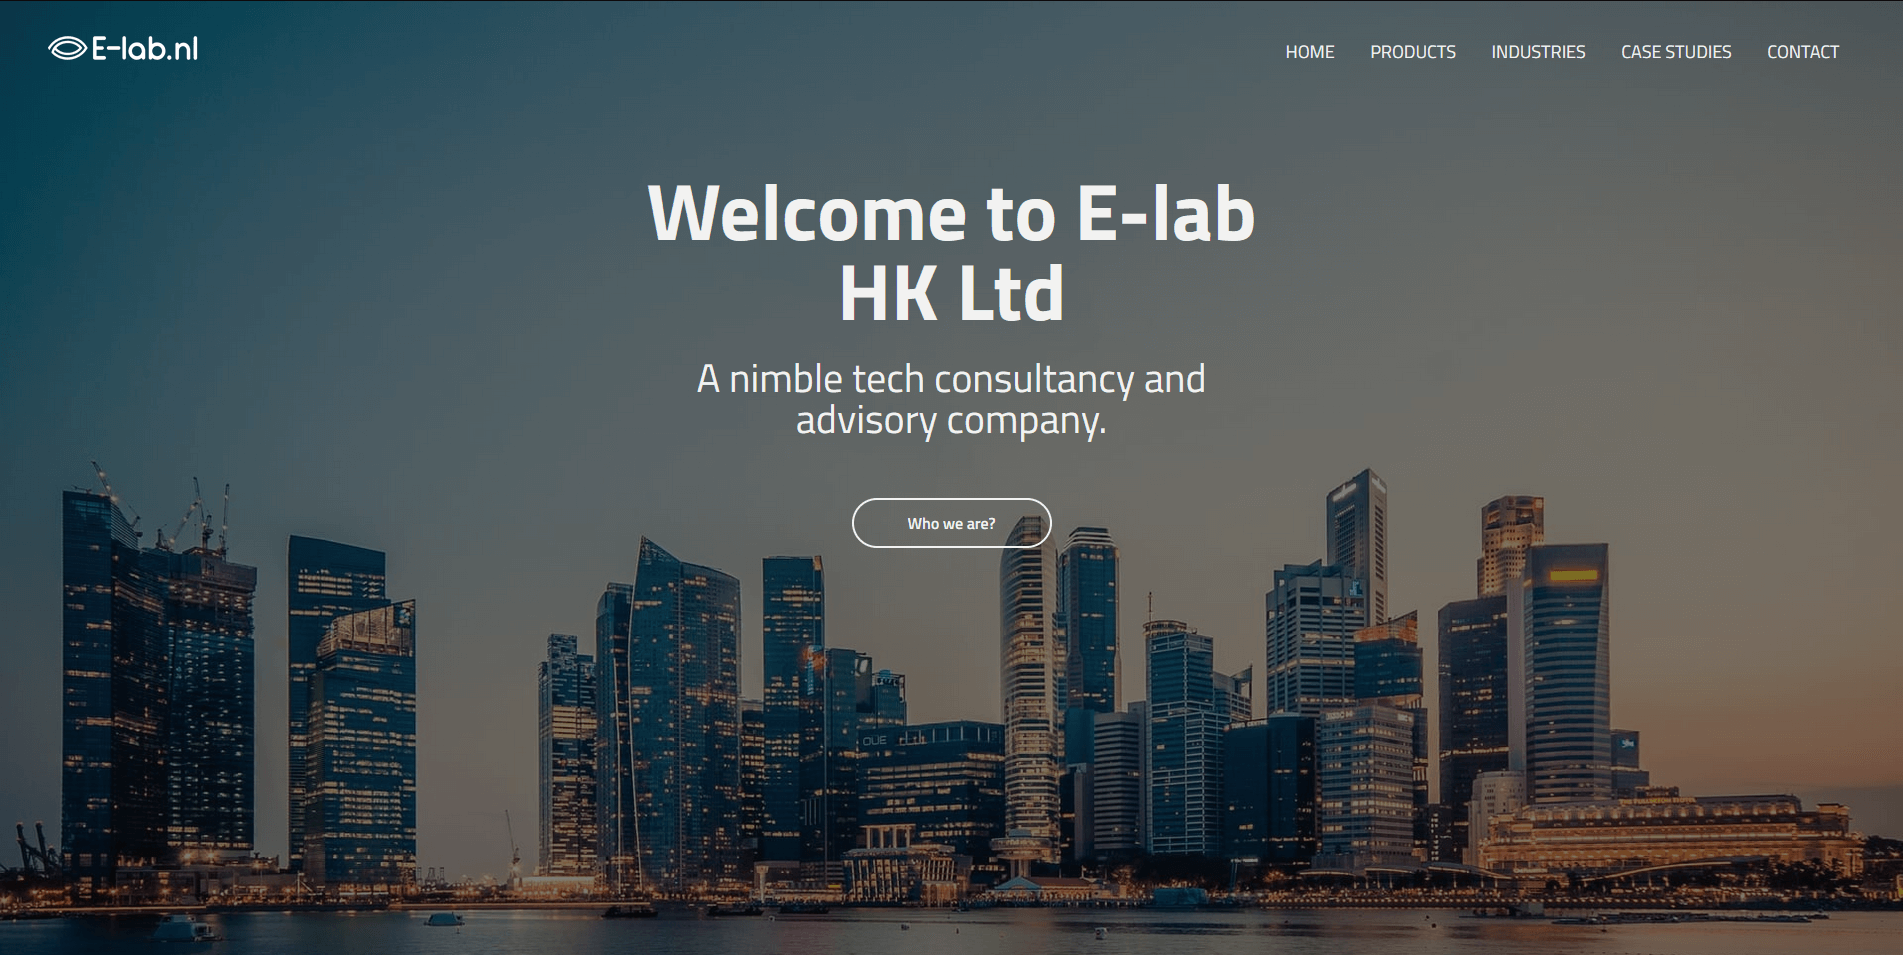 E-lab.nl
HOME PRODUCTS INDUSTRIES CASE STUDIES CONTACT
Welcome to E-lab
HK Ltd
A nimble tech consultancy and
advisory company.
Who we are?
OUE